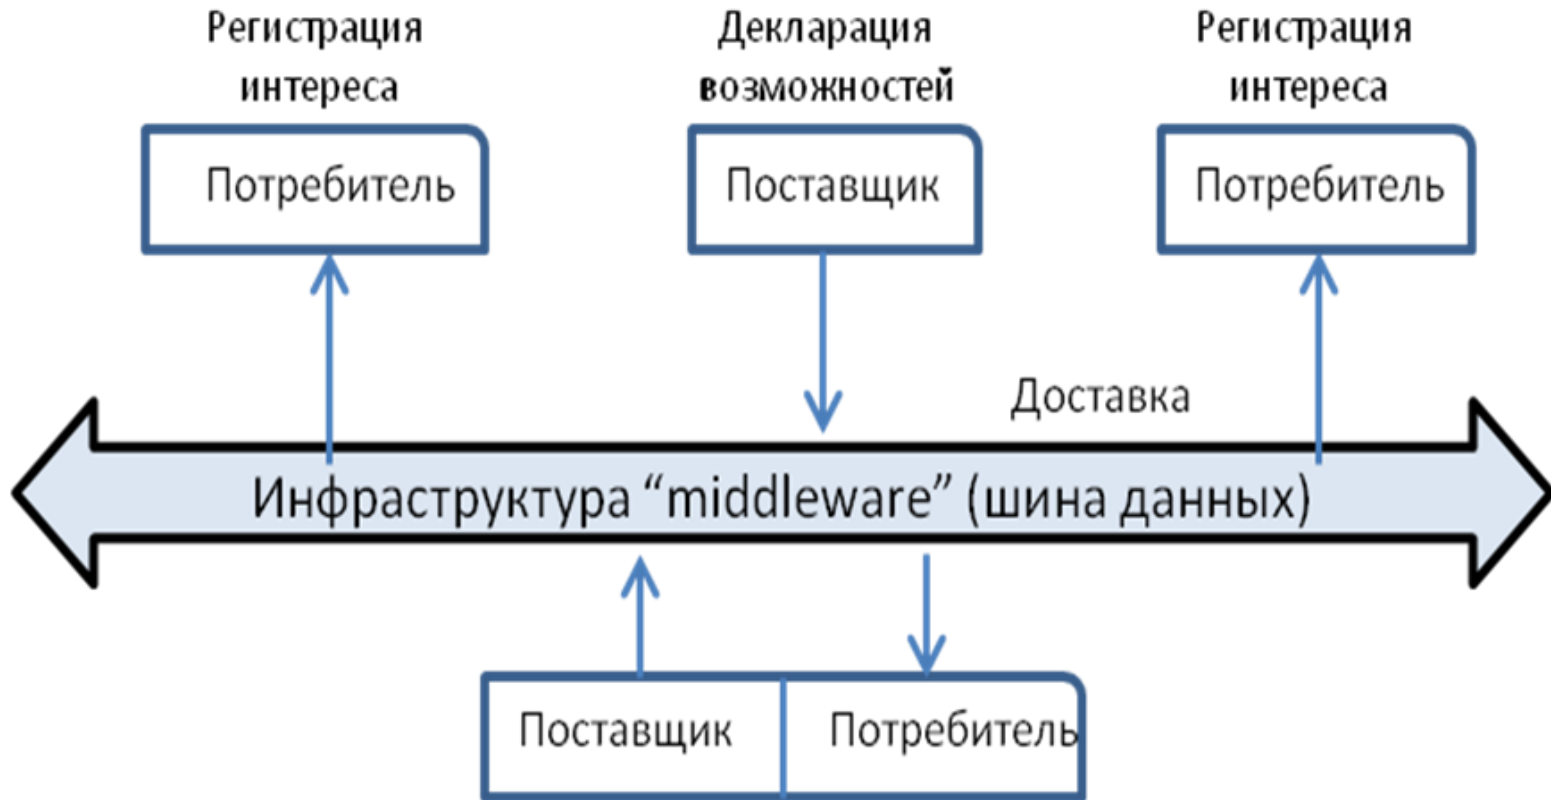 Регистрация
интереса
Декларация
возможностей
Регистрация
интереса
Потребитель
Поставщик
Потребитель
Доставка
Инфраструктура “middleware” (шина данных)
Поставщик
Потребитель